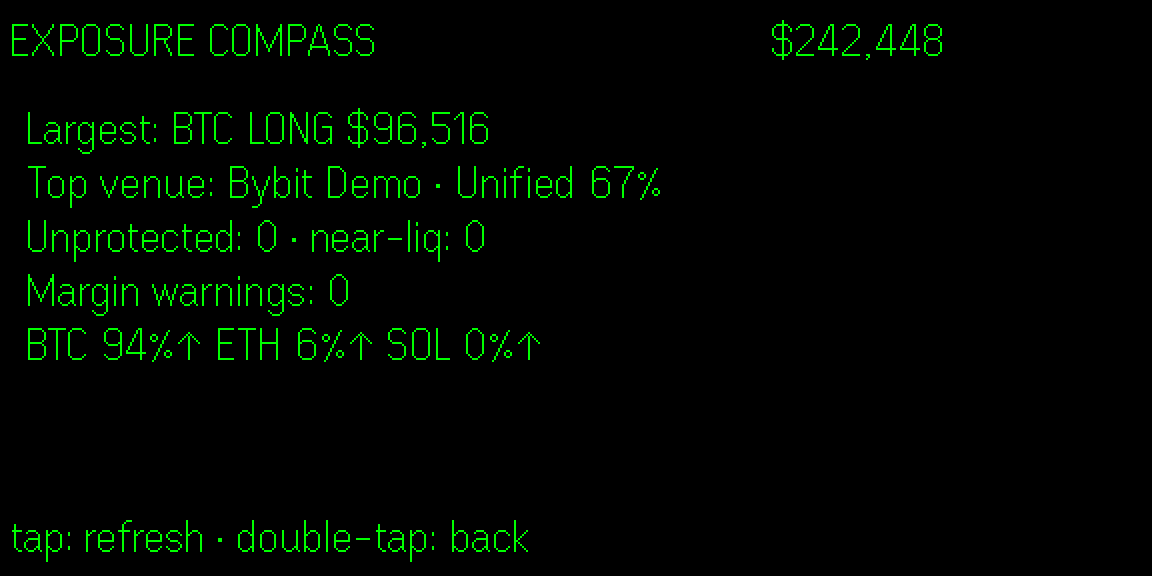 EXPOSURE COMPASS $242,448
Largest: BTC LONG $96,516
Top venue: Bybit Demo · Unified 67%
Unprotected: 0 · near-liq: 0
Margin warnings: 0
BTC 94%↑ ETH 6%↑ SOL 0%↑
tap: refresh · double-tap: back